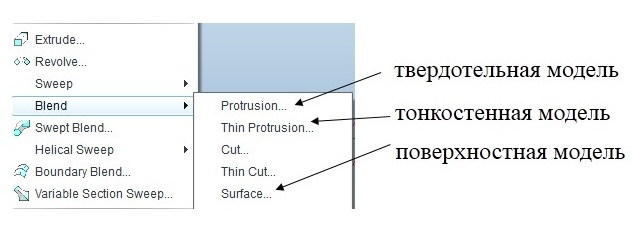 Extrude...
Revolve...
Sweep
Blend
Swept Blend...
Helical Sweep
Boundary Blend...
Variable Section Sweep...
Protrusion...
Thin Protrusion...
Cut...
Thin Cut...
Surface...
твердотельная модель
тонкостенная модель
поверхностная модель